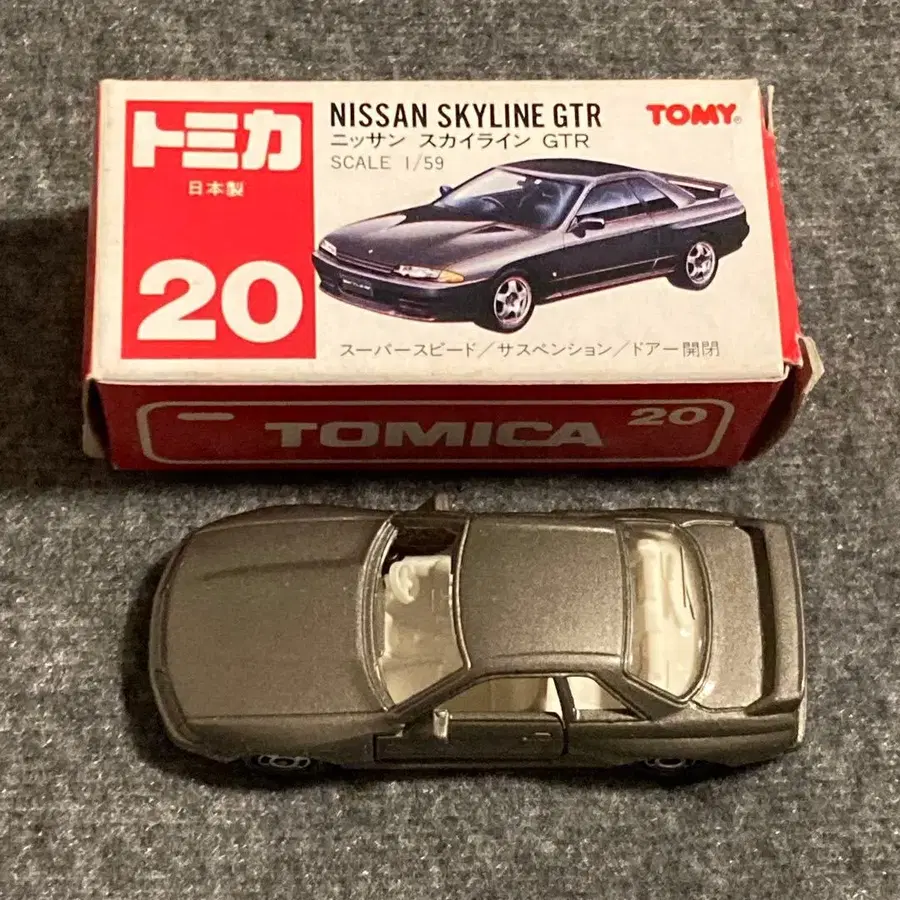 トミカ
日本製
20
NISSAN SKYLINE GTR
ニッサン スカイライン GTR
SCALE 1/59
TOMY®
スーパースピード/サスペンション/ドアー開閉
TOMICA
20